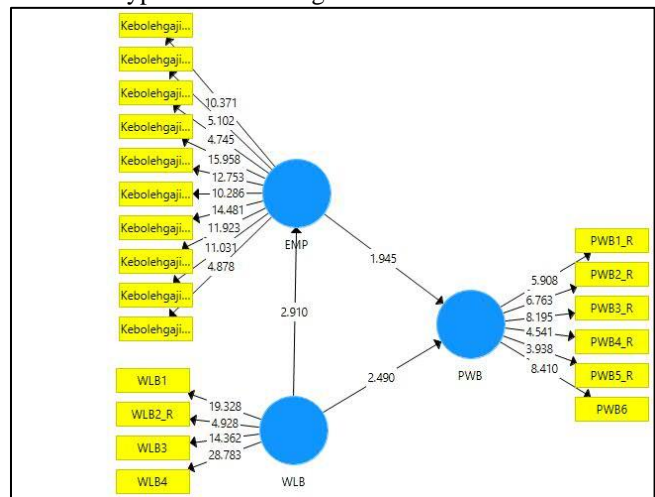 Kebolehgaji...
Kebolehgaji...
Kebolehgaji...
Kebolehgaji...
Kebolehgaji...
Kebolehgaji...
Kebolehgaji...
Kebolehgaji...
Kebolehgaji...
Kebolehgaji...
10.371
5.102
4.745
15.958
12.753
10.286
14.481
11.923
11.031
4.878
EMP
1.945
2.910
2.490
PWB
PWB1_R
PWB2_R
PWB3_R
PWB4_R
PWB5_R
PWB6
5.908
6.763
8.195
4.541
3.938
8.410
WLB1
WLB2_R
WLB3
WLB4
19.328
4.928
14.362
28.783
WLB